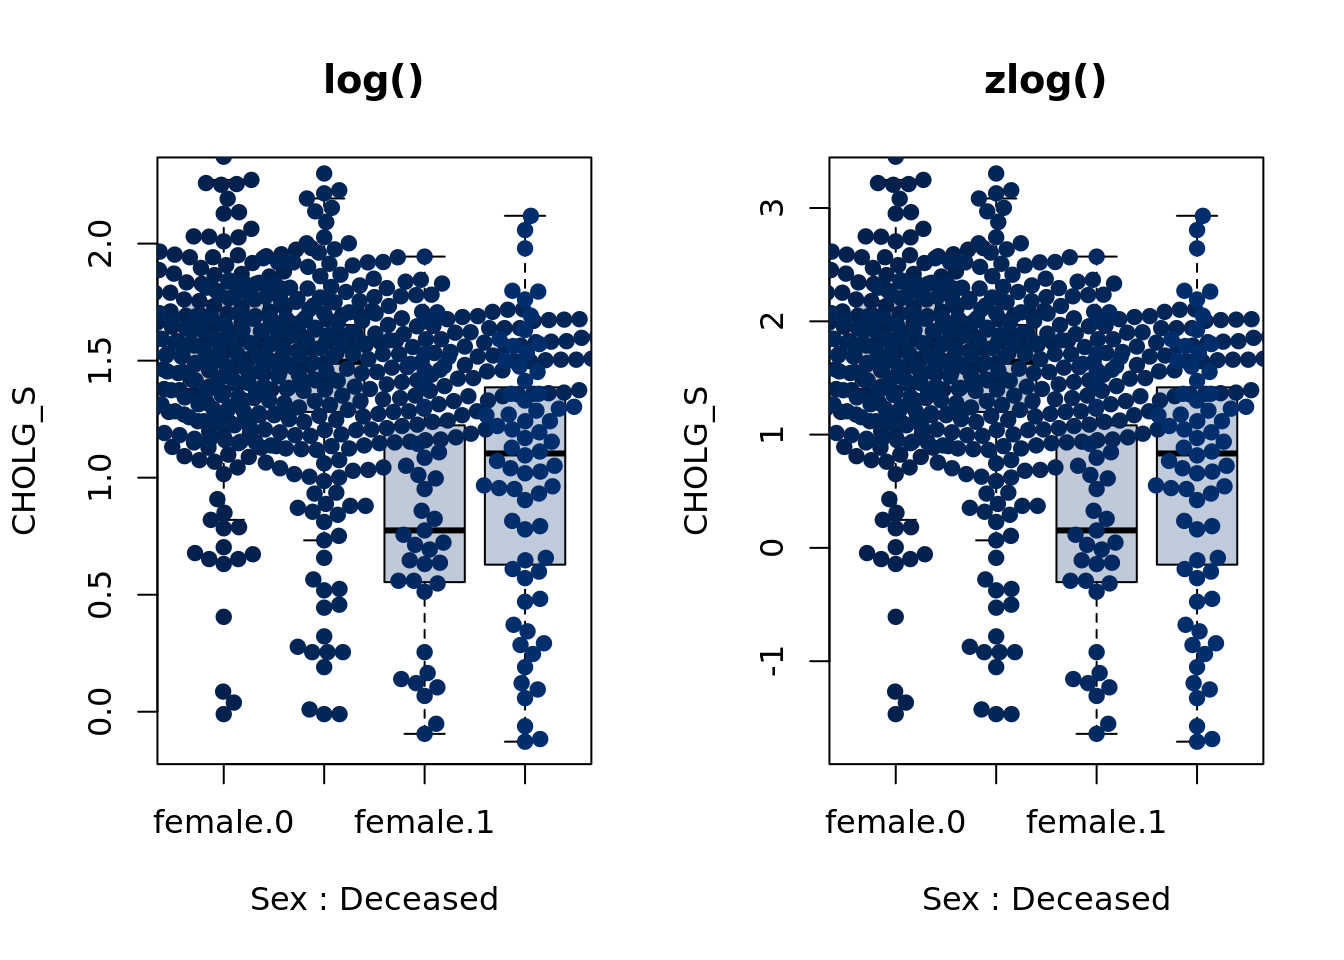 log()
CHOLG_S
2.0
1.5
1.0
0.5
0.0
female.0 female.1
Sex : Deceased
zlog()
CHOLG_S
3
2
1
0
-1
female.0 female.1
Sex : Deceased